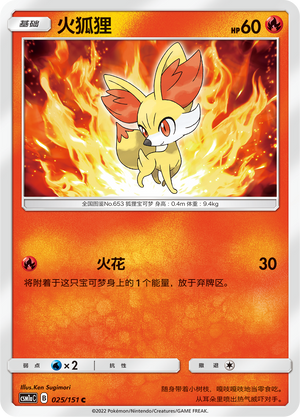 基础 火狐狸 HP60
全国图鉴No.653 狐狸宝可梦 身高：0.4m 体重：9.4kg
火花 30
将附着于这只宝可梦身上的1个能量，放于弃牌区。
弱点 ×2 抗性 撤退
Illus.Ken Sugimori
随身带着小树枝，嘎吱嘎吱地当零食吃。
CSM1cC B 025/151 C
从耳朵里喷出热气威吓对手。
©2022 Pokémon/Nintendo/Creatures/GAME FREAK.